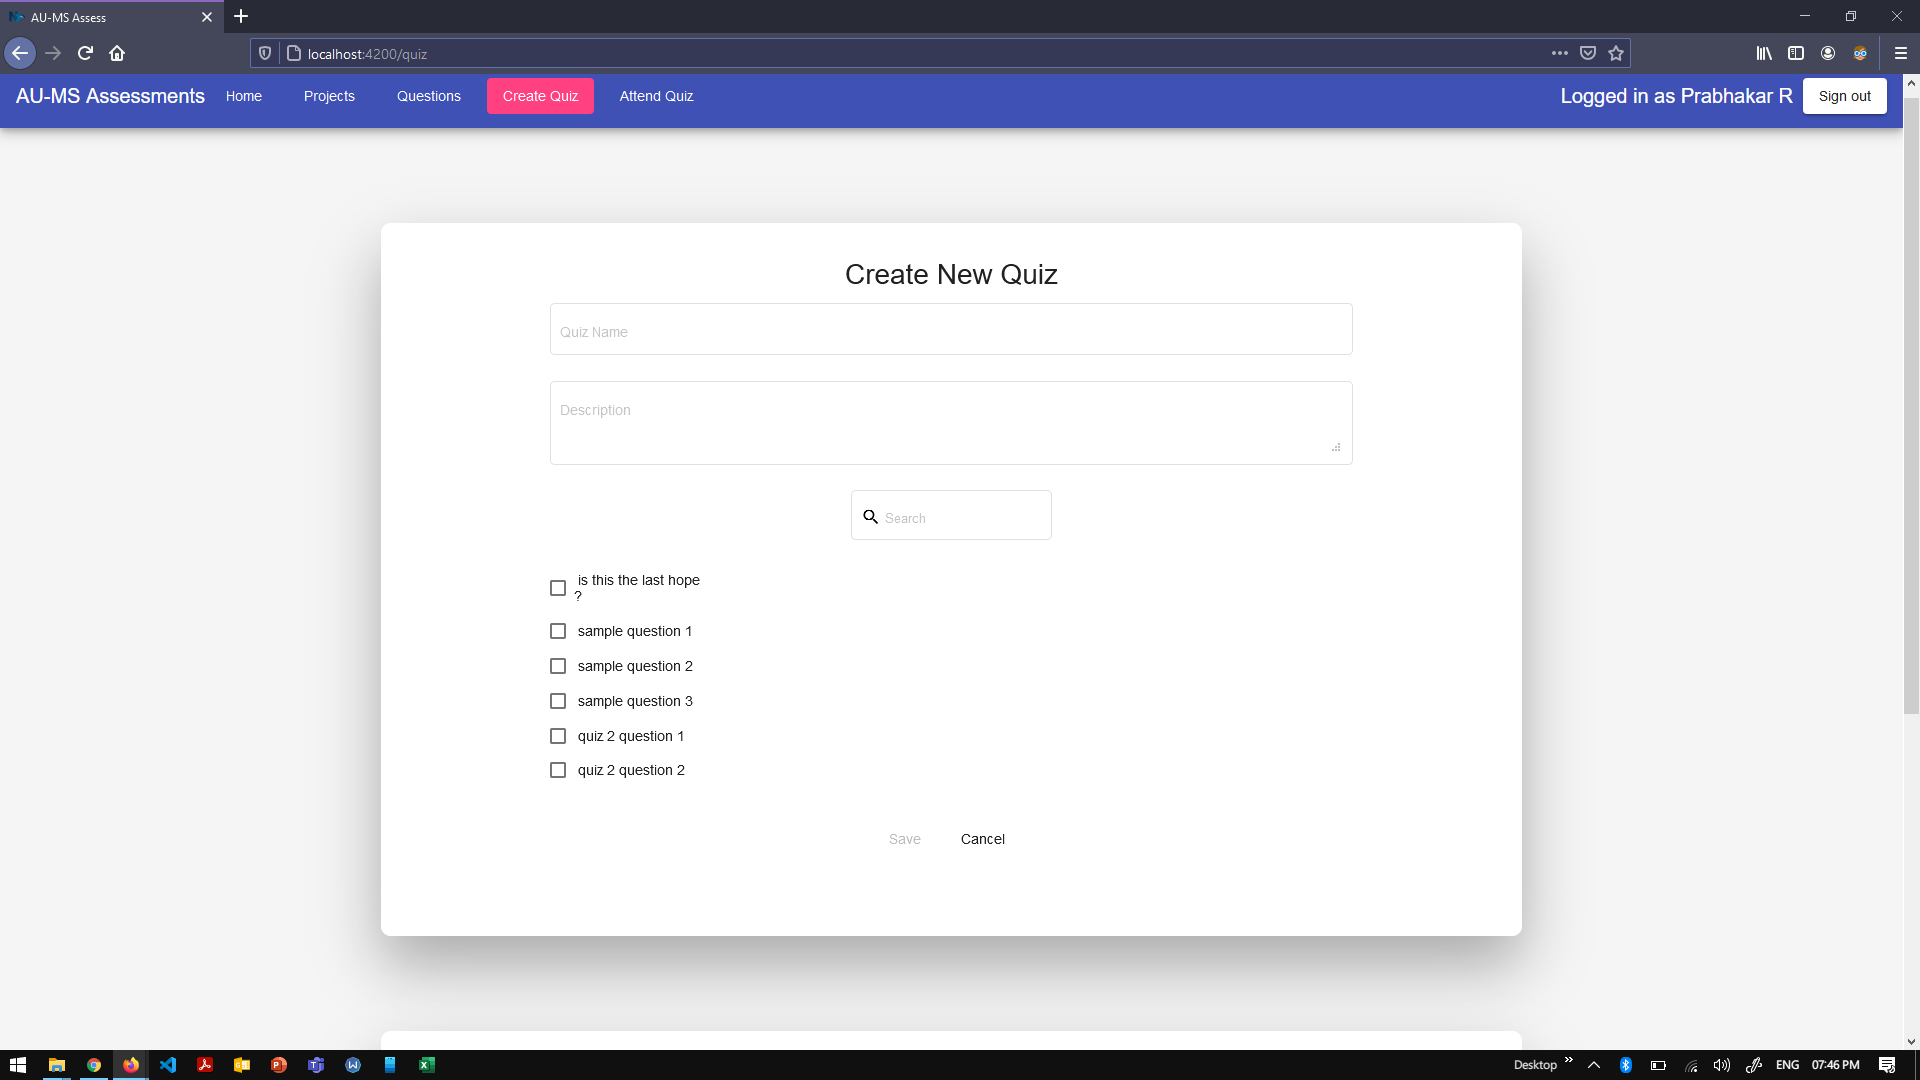 AU-MS Assess
localhost:4200/quiz
AU-MS Assessments Home Projects Questions Create Quiz Attend Quiz Logged in as Prabhakar R Sign out
Create New Quiz
Quiz Name
Description
Search
is this the last hope
?
sample question 1
sample question 2
sample question 3
quiz 2 question 1
quiz 2 question 2
Save Cancel
Desktop ENG 07:46 PM